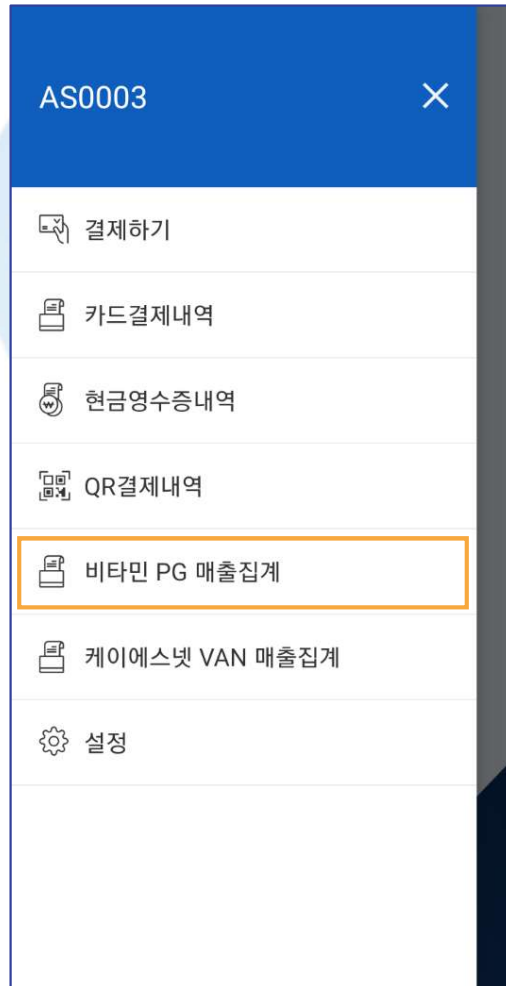 AS0003
결제하기
카드결제내역
현금영수증내역
QR결제내역
비타민 PG 매출집계
케이에스넷 VAN 매출집계
설정